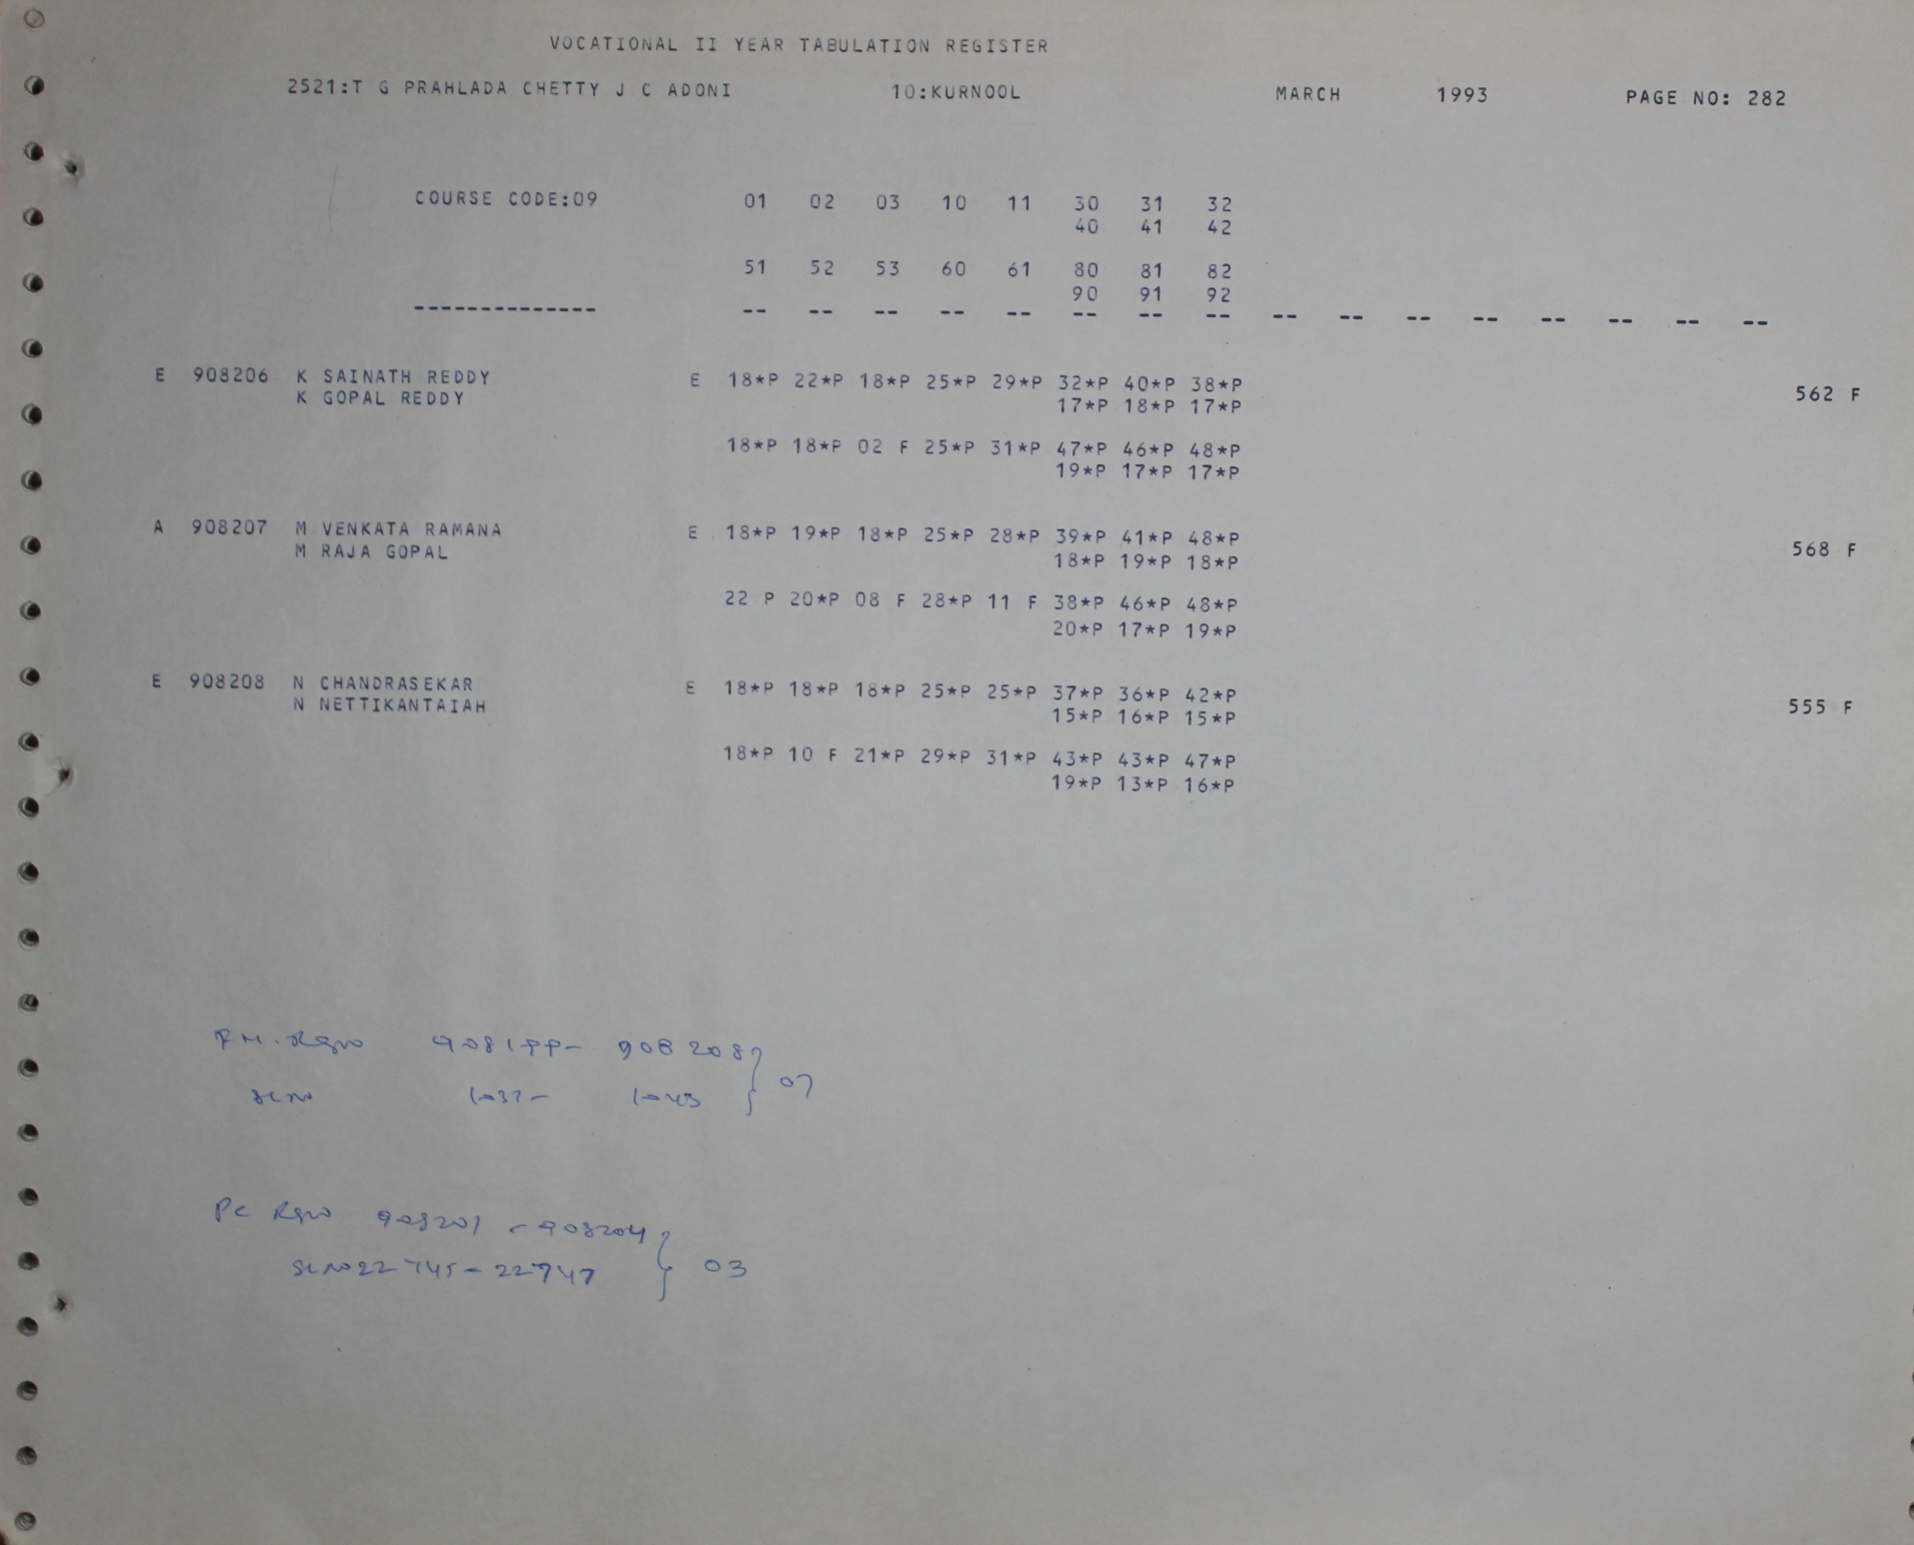 VOCATIONAL II YEAR TABULATION REGISTER
2521:T G PRAHLADA CHETTY J C ADONI 10:KURNOOL MARCH 1993 PAGE NO: 282
COURSE CODE:09 01 02 03 10 11 30 31 32
40 41 42
51 52 53 60 61 80 81 82
90 91 92
-------------- -- -- -- -- -- -- -- -- -- -- -- -- -- -- -- --
E 908206 K SAINATH REDDY E 18*P 22*P 18*P 25*P 29*P 32*P 40*P 38*P
K GOPAL REDDY 17*P 18*P 17*P 562 F
18*P 18*P 02 F 25*P 31*P 47*P 46*P 48*P
19*P 17*P 17*P
A 908207 M VENKATA RAMANA E 18*P 19*P 18*P 25*P 28*P 39*P 41*P 48*P
M RAJA GOPAL 18*P 19*P 18*P 568 F
22 P 20*P 08 F 28*P 11 F 38*P 46*P 48*P
20*P 17*P 19*P
E 908208 N CHANDRASEKAR E 18*P 18*P 18*P 25*P 25*P 37*P 36*P 42*P
N NETTIKANTAIAH 15*P 16*P 15*P 555 F
18*P 10 F 21*P 29*P 31*P 43*P 43*P 47*P
19*P 13*P 16*P
908208 } 07
PC 908201 - 908204
22745 - 22747 } 03